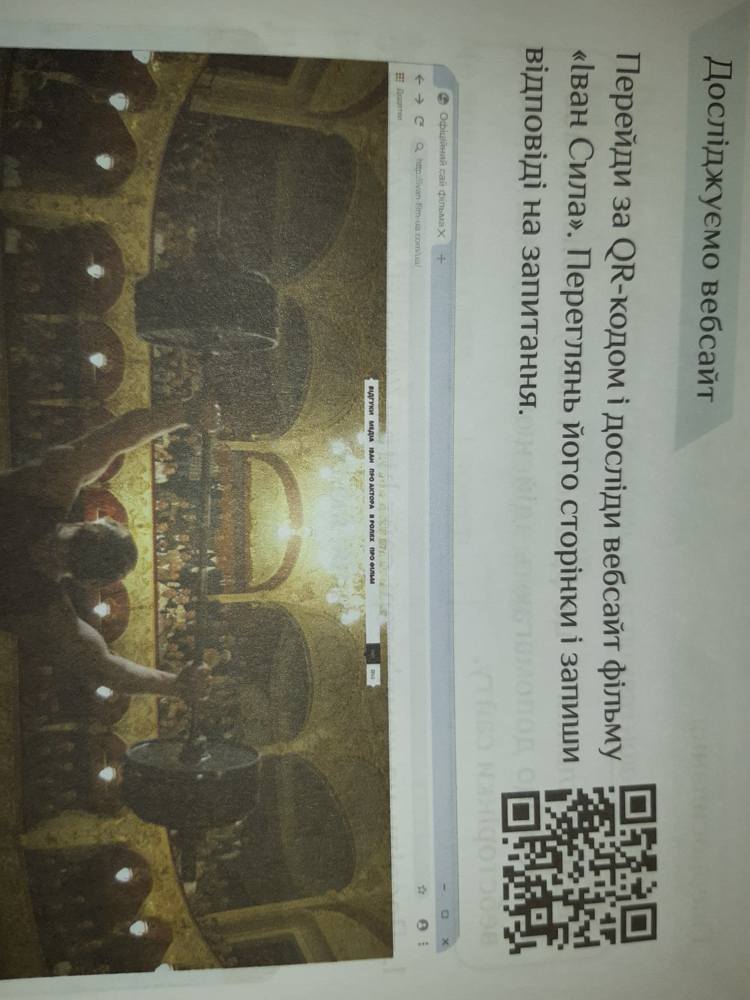 Досліджуємо вебсайт
Перейди за QR-кодом і досліди вебсайт фільму
«Іван Сила». Переглянь його сторінки і запиши
відповіді на запитання.
Офіційний сай фільма X +
http://ivan-film-ua.com/ua/
Додатки
ВІДГУКИ МЕДІА ІВАН ПРО АКТОРА В РОЛЯХ ПРО ФІЛЬМ ENG